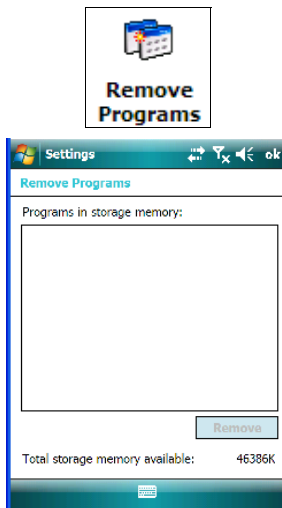 Remove
Programs
Settings ok
Remove Programs
Programs in storage memory:
Remove
Total storage memory available: 46386K